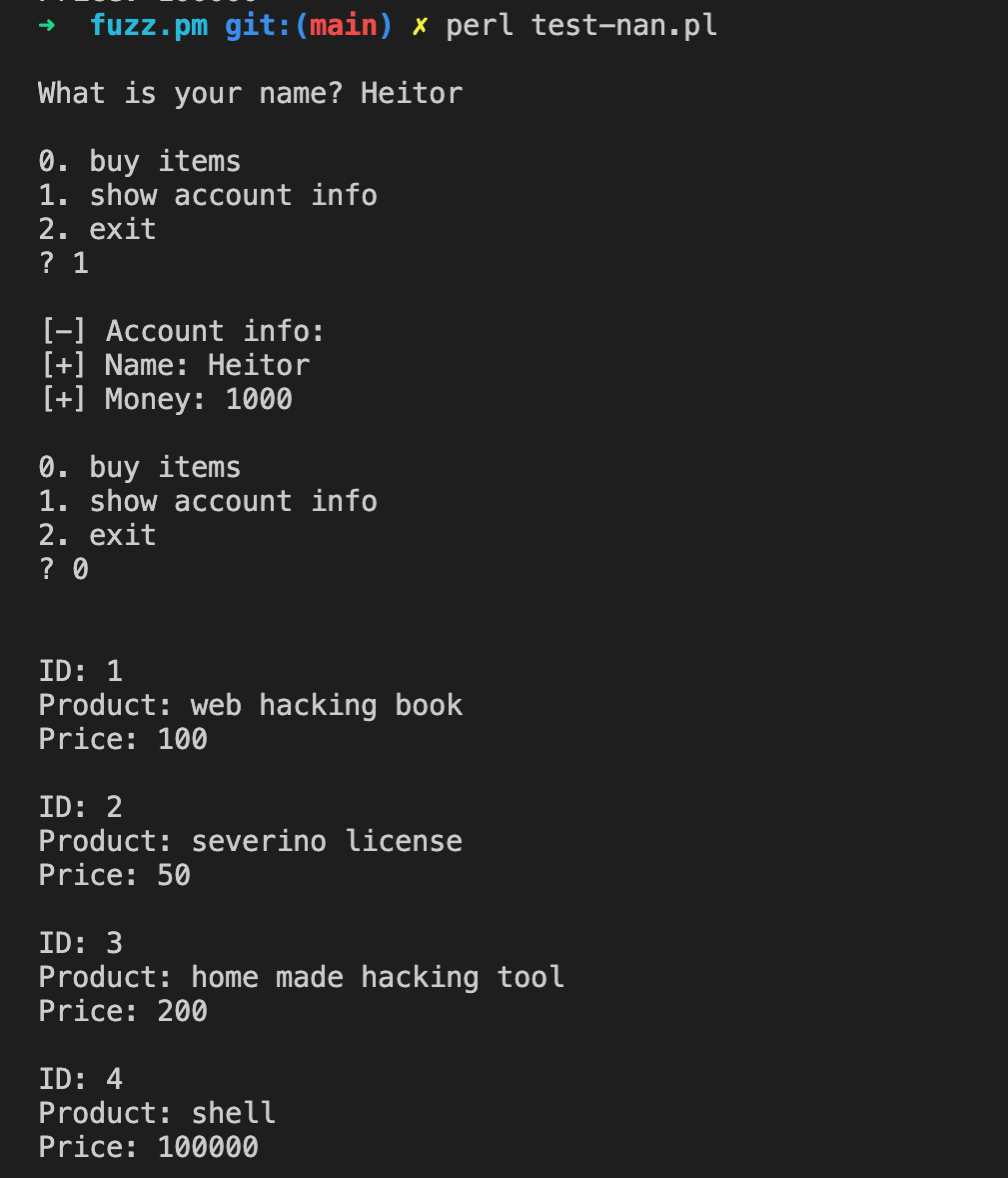 → fuzz.pm git:(main) ✗ perl test-nan.pl
What is your name? Heitor
0. buy items
1. show account info
2. exit
? 1
[-] Account info:
[+] Name: Heitor
[+] Money: 1000
0. buy items
1. show account info
2. exit
? 0
ID: 1
Product: web hacking book
Price: 100
ID: 2
Product: severino license
Price: 50
ID: 3
Product: home made hacking tool
Price: 200
ID: 4
Product: shell
Price: 100000